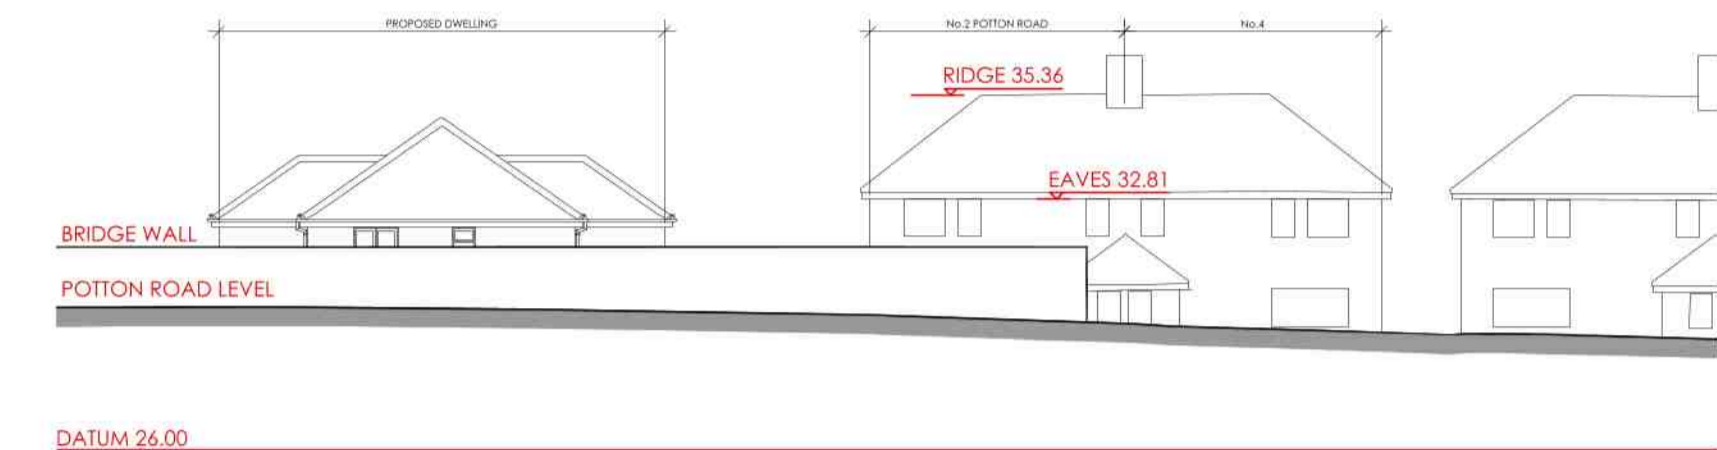 PROPOSED DWELLING
No.2 POTTON ROAD
No.4
RIDGE 35.36
EAVES 32.81
BRIDGE WALL
POTTON ROAD LEVEL
DATUM 26.00